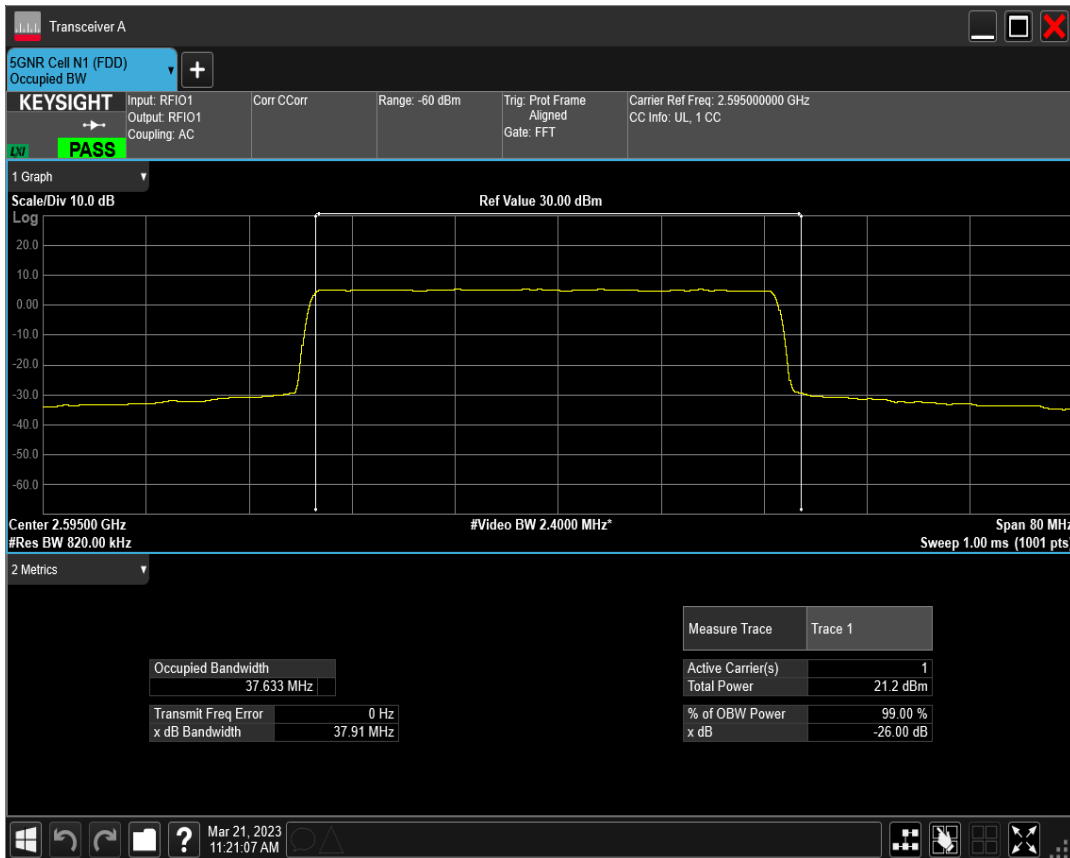 Transceiver A
5GNR Cell N1 (FDD)
Occupied BW
+
KEYSIGHT
LXI
PASS
Input: RFIO1
Output: RFIO1
Coupling: AC
Corr CCorr
Range: -60 dBm
Trig: Prot Frame
Aligned
Gate: FFT
Carrier Ref Freq: 2.595000000 GHz
CC Info: UL, 1 CC
1 Graph
Scale/Div 10.0 dB
Ref Value 30.00 dBm
Log
20.0
10.0
0.00
-10.0
-20.0
-30.0
-40.0
-50.0
-60.0
Center 2.59500 GHz
#Video BW 2.4000 MHz*
Span 80 MHz
#Res BW 820.00 kHz
Sweep 1.00 ms (1001 pts)
2 Metrics
Measure Trace Trace 1
Occupied Bandwidth
37.633 MHz
Active Carrier(s) 1
Total Power 21.2 dBm
Transmit Freq Error 0 Hz
x dB Bandwidth 37.91 MHz
% of OBW Power 99.00 %
x dB -26.00 dB
?
Mar 21, 2023
11:21:07 AM